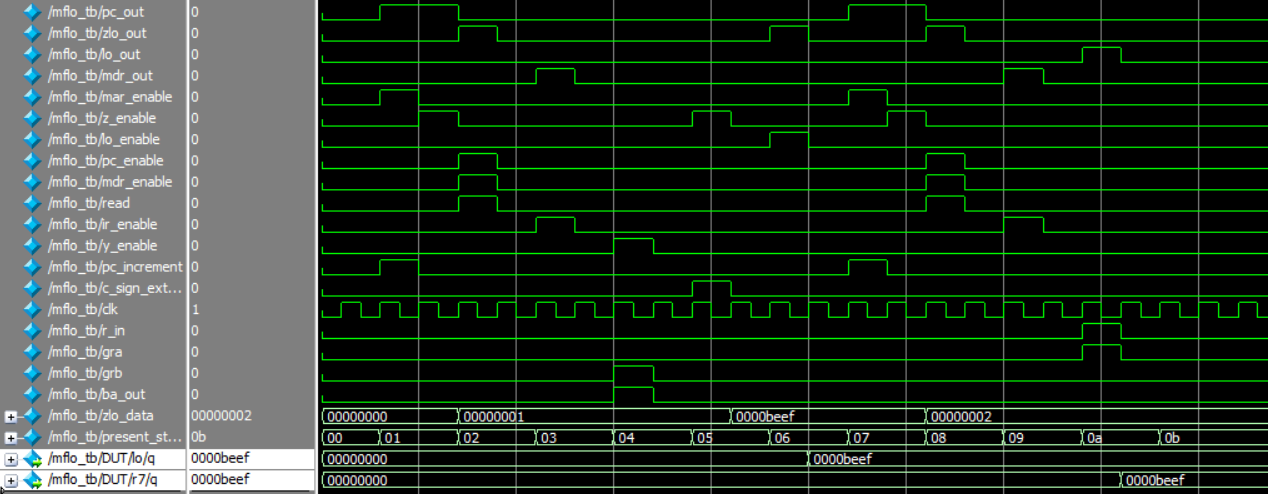 /mflo_tb/pc_out 0
/mflo_tb/zlo_out 0
/mflo_tb/lo_out 0
/mflo_tb/mdr_out 0
/mflo_tb/mar_enable 0
/mflo_tb/z_enable 0
/mflo_tb/lo_enable 0
/mflo_tb/pc_enable 0
/mflo_tb/mdr_enable 0
/mflo_tb/read 0
/mflo_tb/ir_enable 0
/mflo_tb/y_enable 0
/mflo_tb/pc_increment 0
/mflo_tb/c_sign_ext... 0
/mflo_tb/clk 1
/mflo_tb/r_in 0
/mflo_tb/gra 0
/mflo_tb/grb 0
/mflo_tb/ba_out 0
/mflo_tb/zlo_data 00000002 00000000 00000001 0000beef 00000002
/mflo_tb/present_st... 0b 00 01 02 03 04 05 06 07 08 09 0a 0b
/mflo_tb/DUT/lo/q 0000beef 00000000 0000beef
/mflo_tb/DUT/r7/q 0000beef 00000000 0000beef